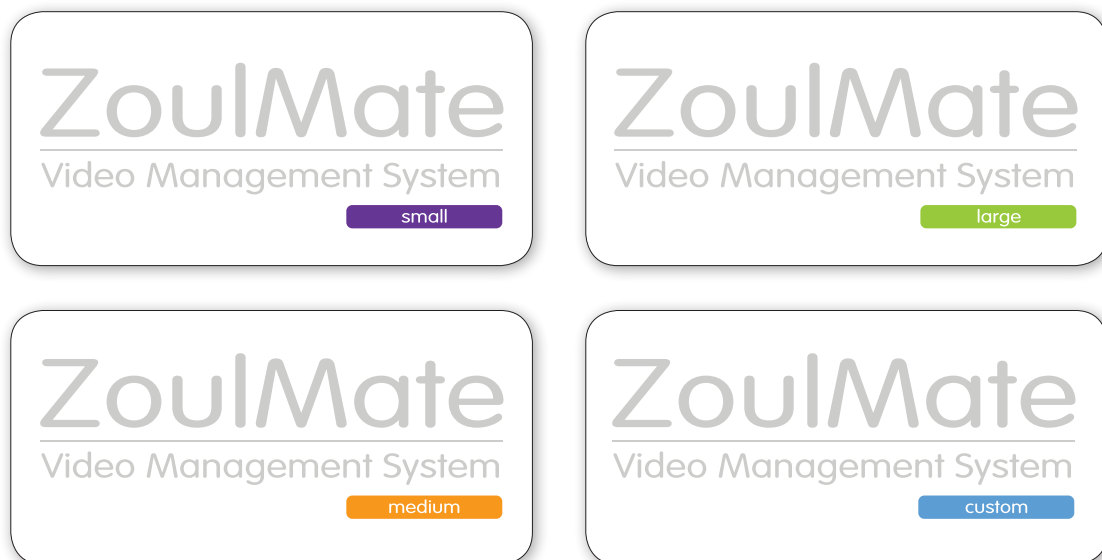 ZoulMate
Video Management System
small
ZoulMate
Video Management System
large
ZoulMate
Video Management System
medium
ZoulMate
Video Management System
custom